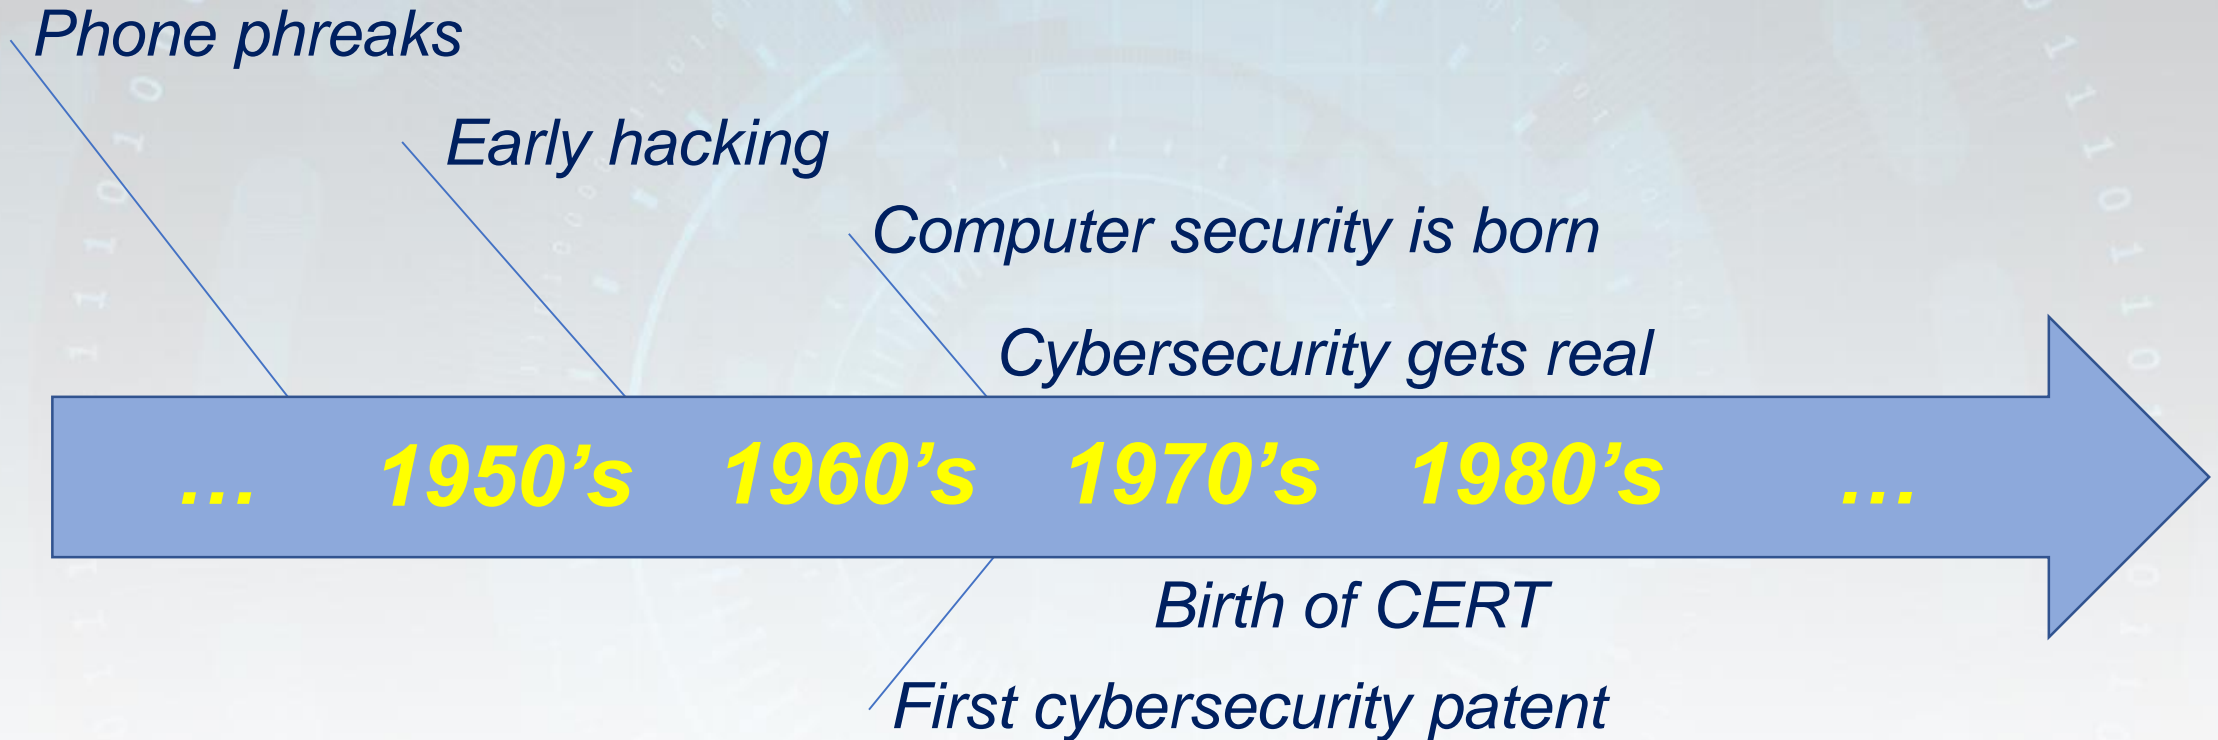 Phone phreaks
Early hacking
Computer security is born
Cybersecurity gets real
… 1950’s 1960’s 1970’s 1980’s …
Birth of CERT
First cybersecurity patent